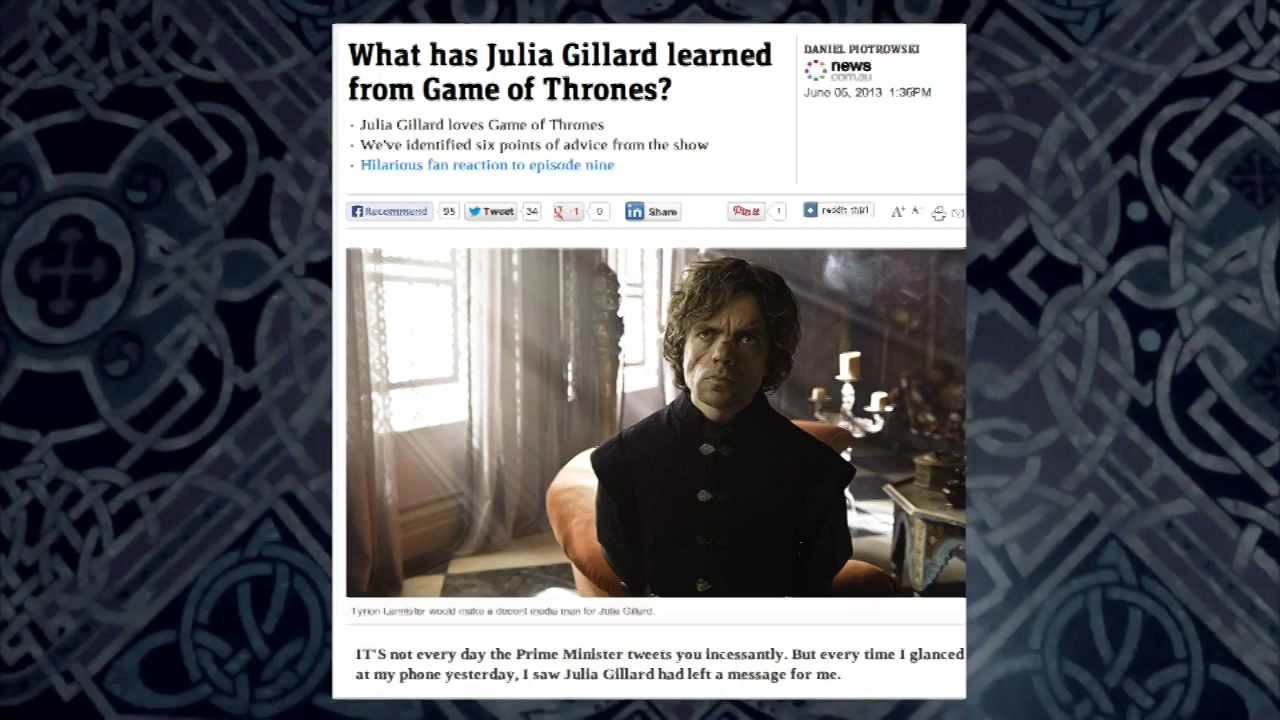 What has Julia Gillard learned
from Game of Thrones?
· Julia Gillard loves Game of Thrones
· We've identified six points of advice from the show
· Hilarious fan reaction to episode nine
DANIEL PIOTROWSKI
news
.com.au
June 05, 2013 1:36PM
Recommend 95 Tweet 34 +1 0 in Share Pin it 1 reddit this! A+ A-
Tyrion Lannister would make a decent media man for Julia Gillard.
IT'S not every day the Prime Minister tweets you incessantly. But every time I glanced
at my phone yesterday, I saw Julia Gillard had left a message for me.